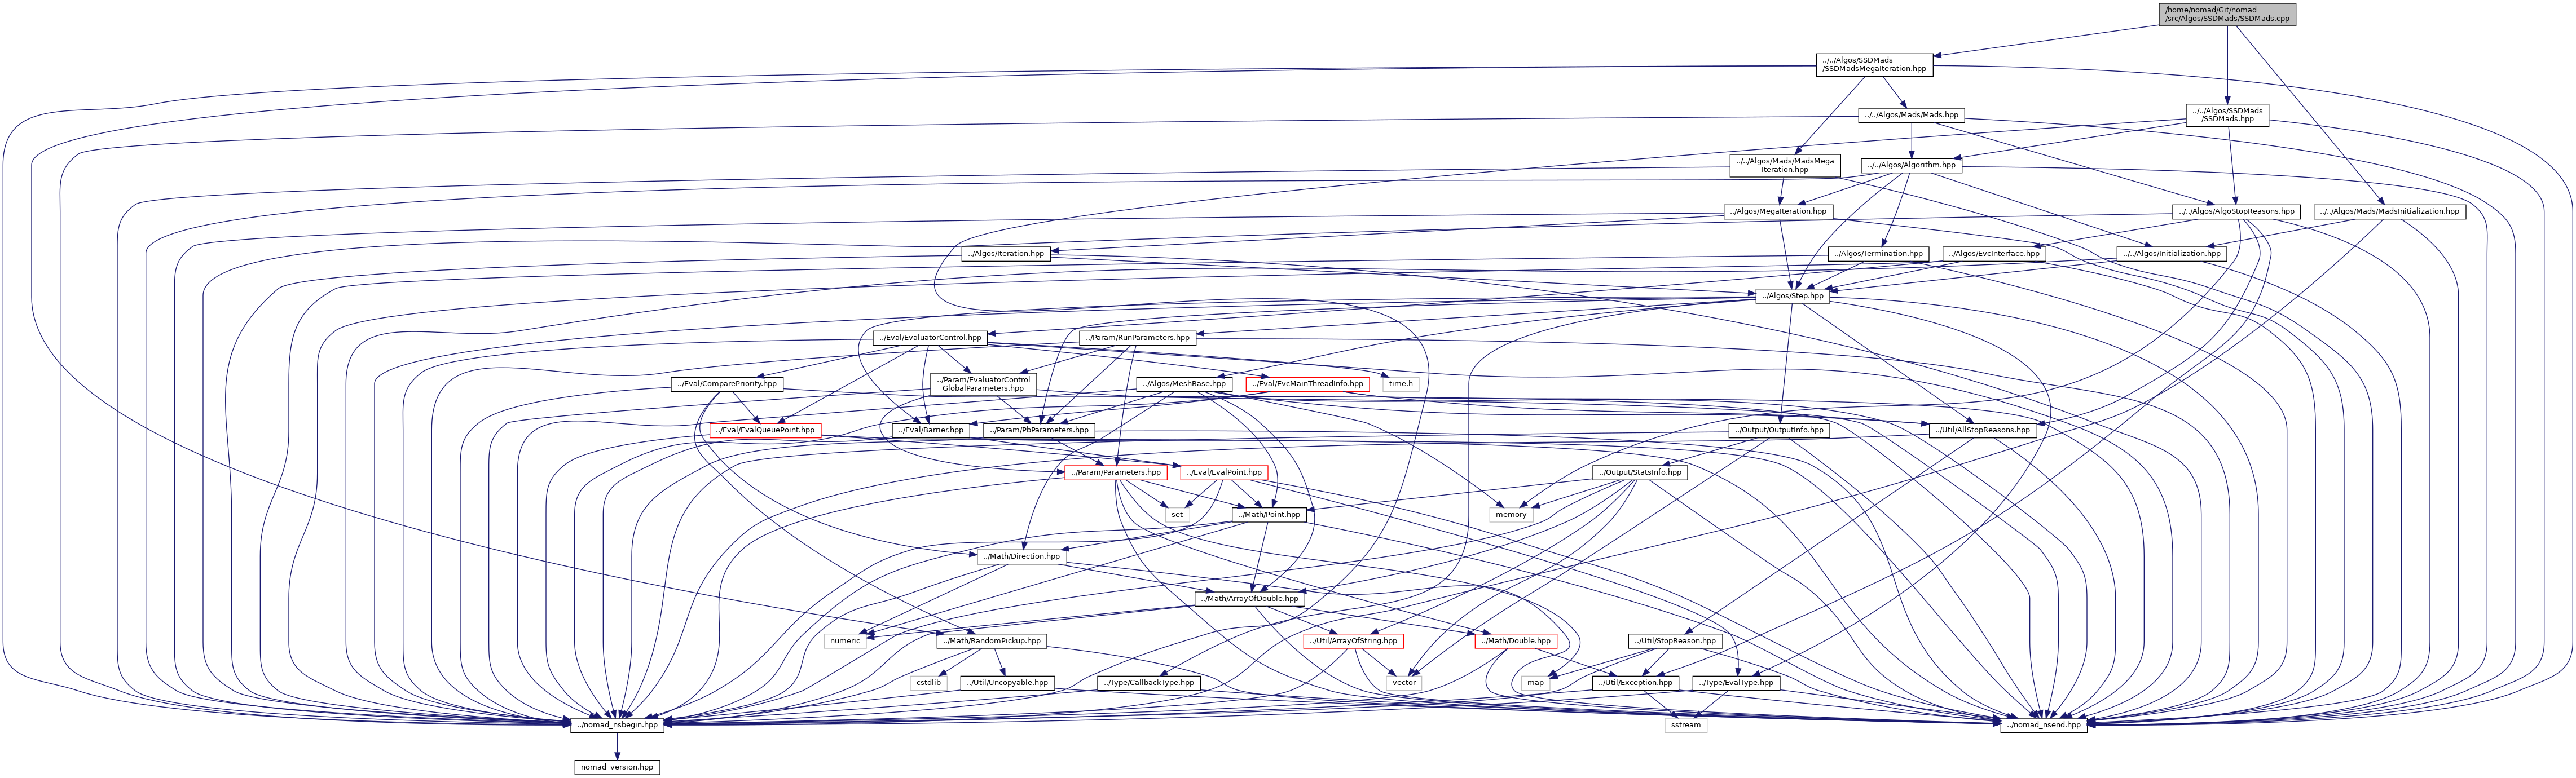 /home/nomad/Git/nomad
/src/Algos/SSDMads/SSDMads.cpp
../../Algos/SSDMads
/SSDMadsMegaIteration.hpp
../../Algos/Mads/Mads.hpp
../../Algos/SSDMads
/SSDMads.hpp
../../Algos/Mads/MadsMega
Iteration.hpp
../../Algos/Algorithm.hpp
../Algos/MegaIteration.hpp
../../Algos/AlgoStopReasons.hpp
../../Algos/Mads/MadsInitialization.hpp
../Algos/Iteration.hpp
../Algos/Termination.hpp
../Algos/EvcInterface.hpp
../../Algos/Initialization.hpp
../Algos/Step.hpp
../Eval/EvaluatorControl.hpp
../Param/RunParameters.hpp
../Eval/ComparePriority.hpp
../Param/EvaluatorControl
GlobalParameters.hpp
../Algos/MeshBase.hpp
../Eval/EvcMainThreadInfo.hpp
time.h
../Eval/EvalQueuePoint.hpp
../Eval/Barrier.hpp
../Param/PbParameters.hpp
../Output/OutputInfo.hpp
../Util/AllStopReasons.hpp
../Param/Parameters.hpp
../Eval/EvalPoint.hpp
../Output/StatsInfo.hpp
set
../Math/Point.hpp
memory
../Math/Direction.hpp
../Math/ArrayOfDouble.hpp
numeric
../Math/RandomPickup.hpp
../Util/ArrayOfString.hpp
../Math/Double.hpp
../Util/StopReason.hpp
cstdlib
../Util/Uncopyable.hpp
../Type/CallbackType.hpp
vector
map
../Util/Exception.hpp
../Type/EvalType.hpp
../nomad_nsbegin.hpp
sstream
../nomad_nsend.hpp
nomad_version.hpp